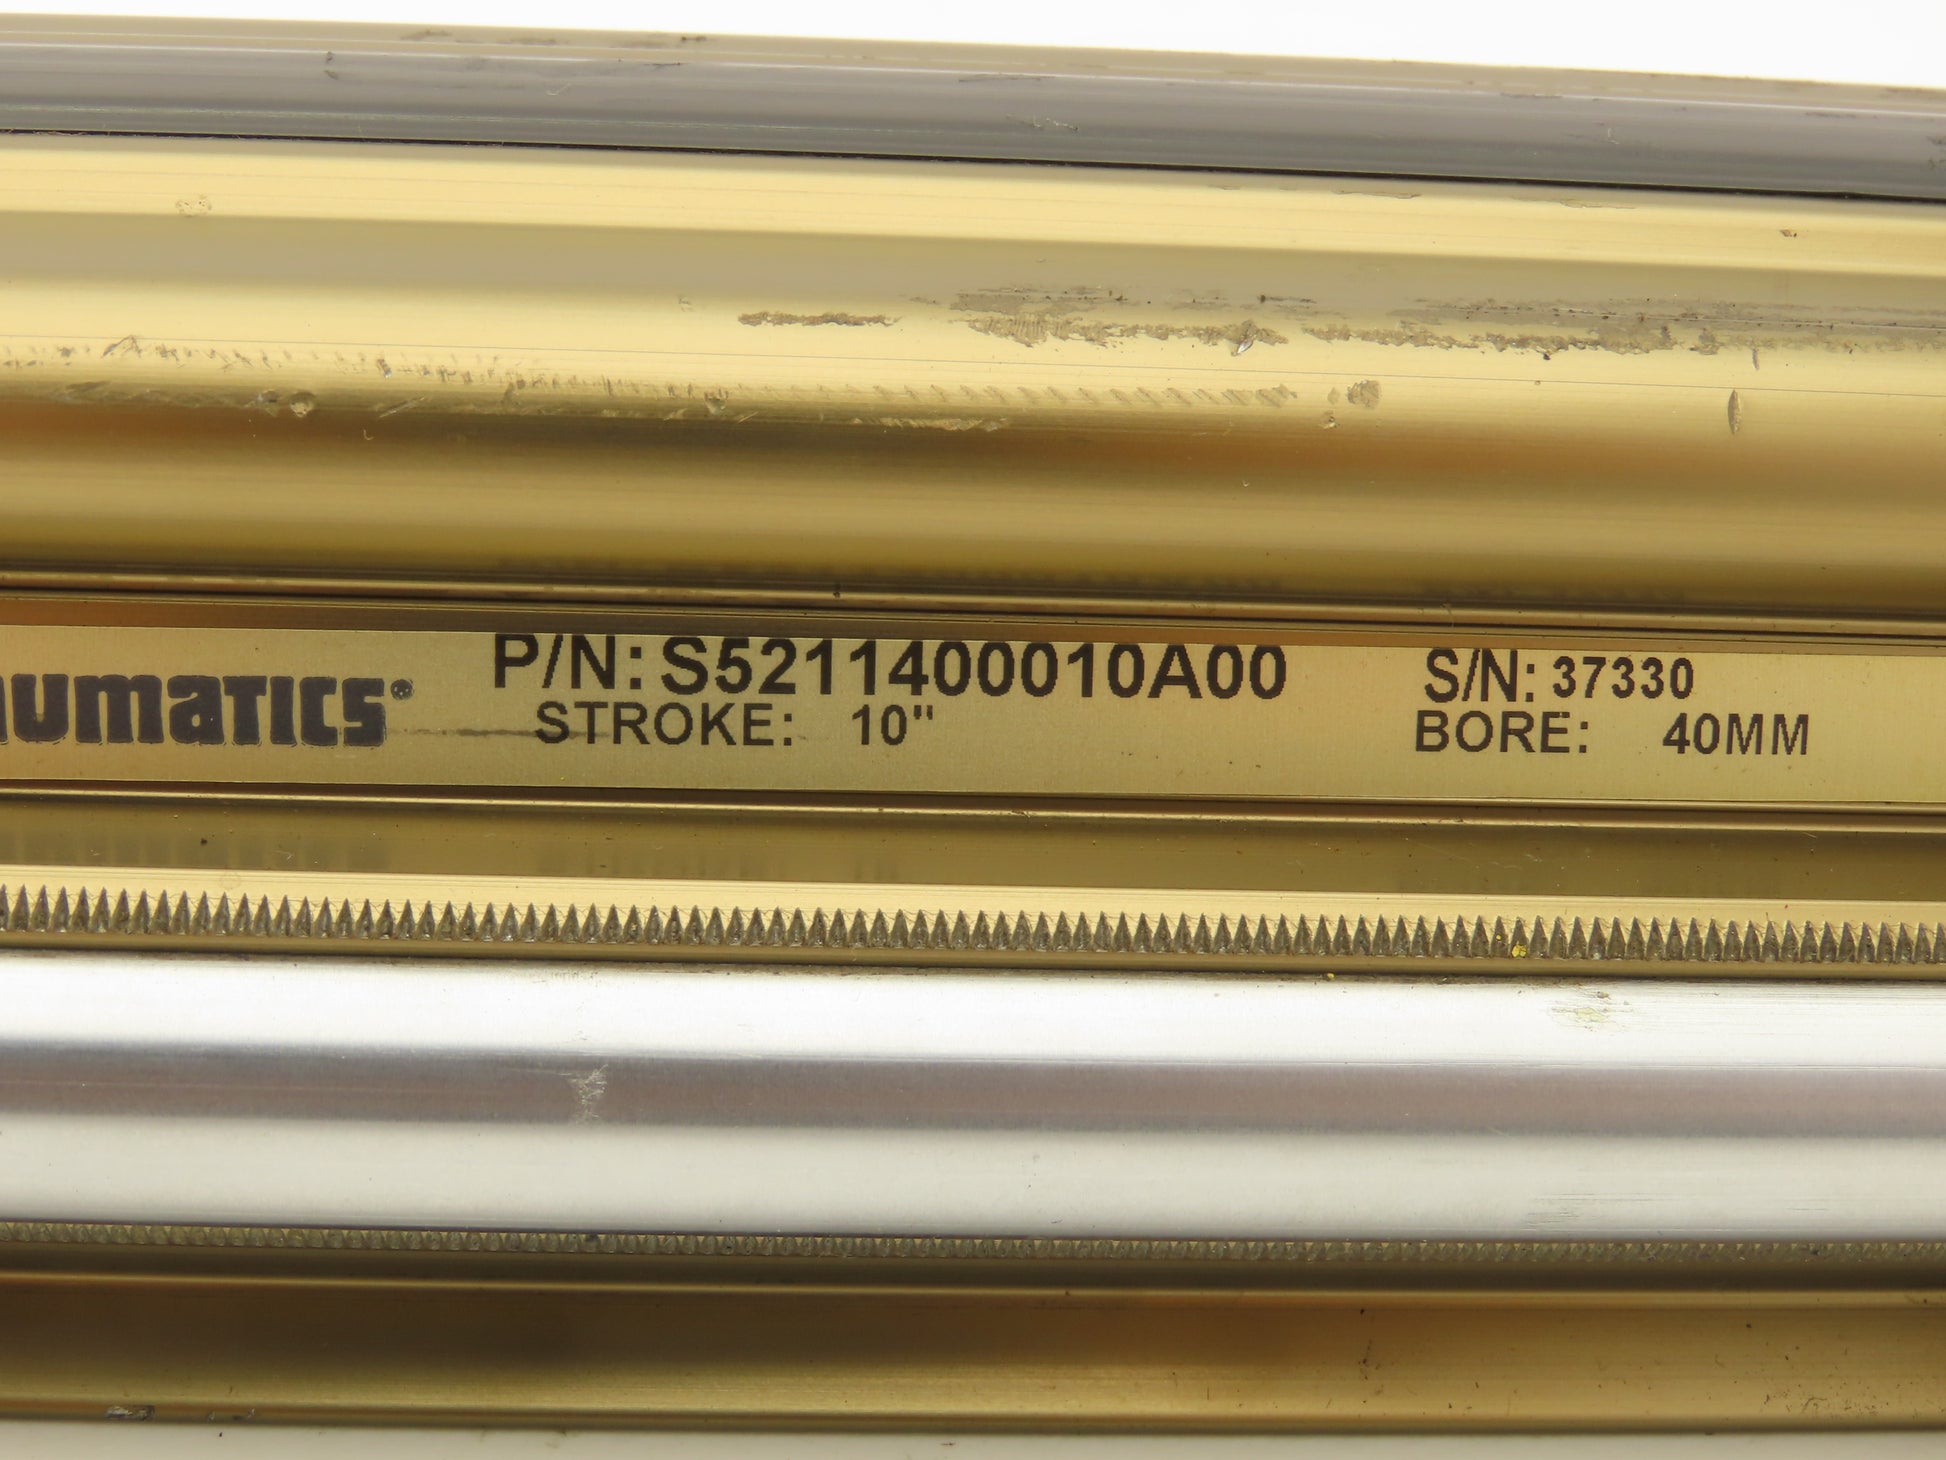 umatics®
P/N: S5211400010A00
STROKE: 10"
S/N: 37330
BORE: 40MM